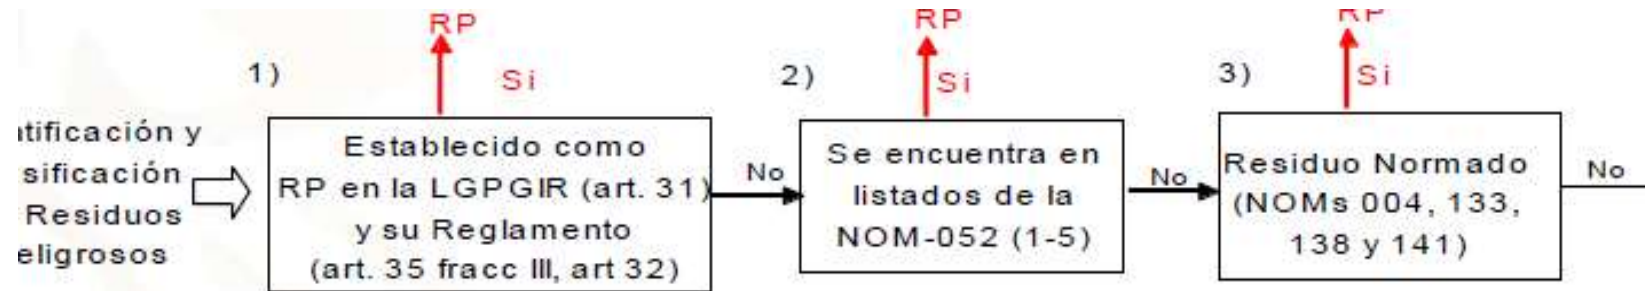 RP
RP
RP
1)
Si
2)
Si
3)
Si
tificación y
sificación
Residuos
eligrosos
Establecido como
RP en la LGPGIR (art. 31)
y su Reglamento
(art. 35 fracc III, art 32)
No
Se encuentra en
listados de la
NOM-052 (1-5)
No
Residuo Normado
(NOMs 004, 133,
138 y 141)
No